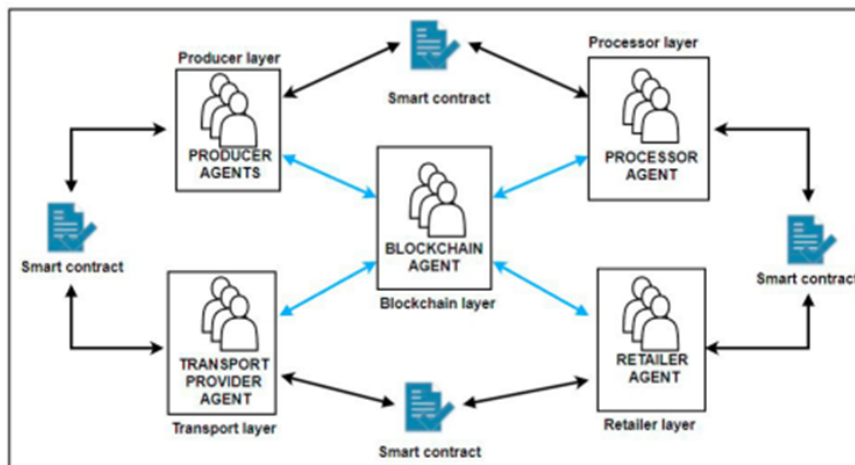 Producer layer
Processor layer
Smart contract
PRODUCER
AGENTS
PROCESSOR
AGENT
BLOCKCHAIN
AGENT
Blockchain layer
Smart contract
Smart contract
TRANSPORT
PROVIDER
AGENT
Transport layer
RETAILER
AGENT
Retailer layer
Smart contract